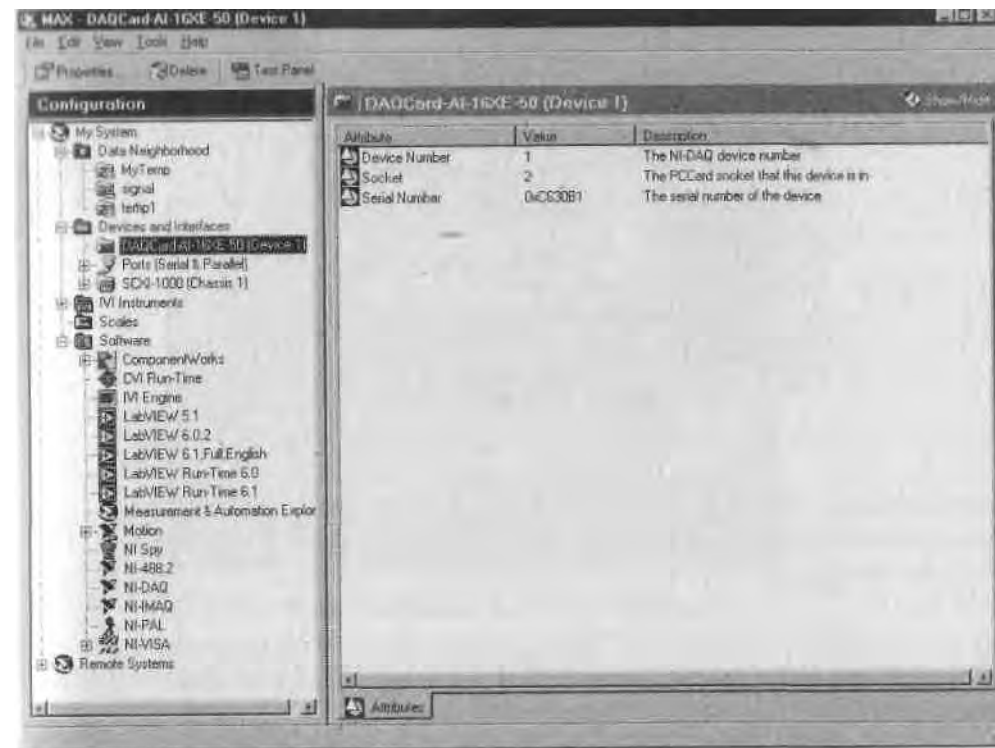 MAX - DAQCard-AI-16XE-50 (Device 1)
File Edit View Tools Help
Properties... Delete Test Panel
Configuration
My System
Data Neighborhood
MyTemp
signal
temp1
Devices and Interfaces
DAQCard-AI-16XE-50 (Device 1)
Ports (Serial & Parallel)
SCXI-1000 (Chassis 1)
IVI Instruments
Scales
Software
ComponentWorks
CVI Run-Time
IVI Engine
LabVIEW 5.1
LabVIEW 6.0.2
LabVIEW 6.1,Full,English
LabVIEW Run-Time 6.0
LabVIEW Run-Time 6.1
Measurement & Automation Explor
Motion
NI Spy
NI-488.2
NI-DAQ
NI-IMAQ
NI-PAL
NI-VISA
Remote Systems
DAQCard-AI-16XE-50 (Device 1) Show/Hide
Attribute Value Description
Device Number 1 The NI-DAQ device number
Socket 2 The PCCard socket that this device is in
Serial Number 0xC630B1 The serial number of the device
Attributes